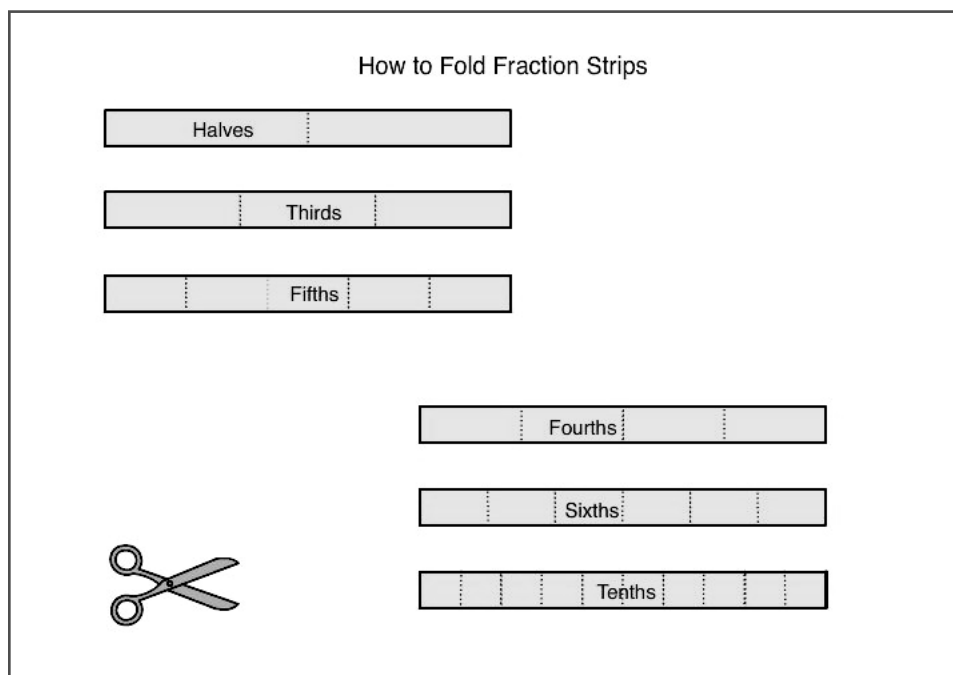 How to Fold Fraction Strips
Halves
Thirds
Fifths
Fourths
Sixths
Tenths